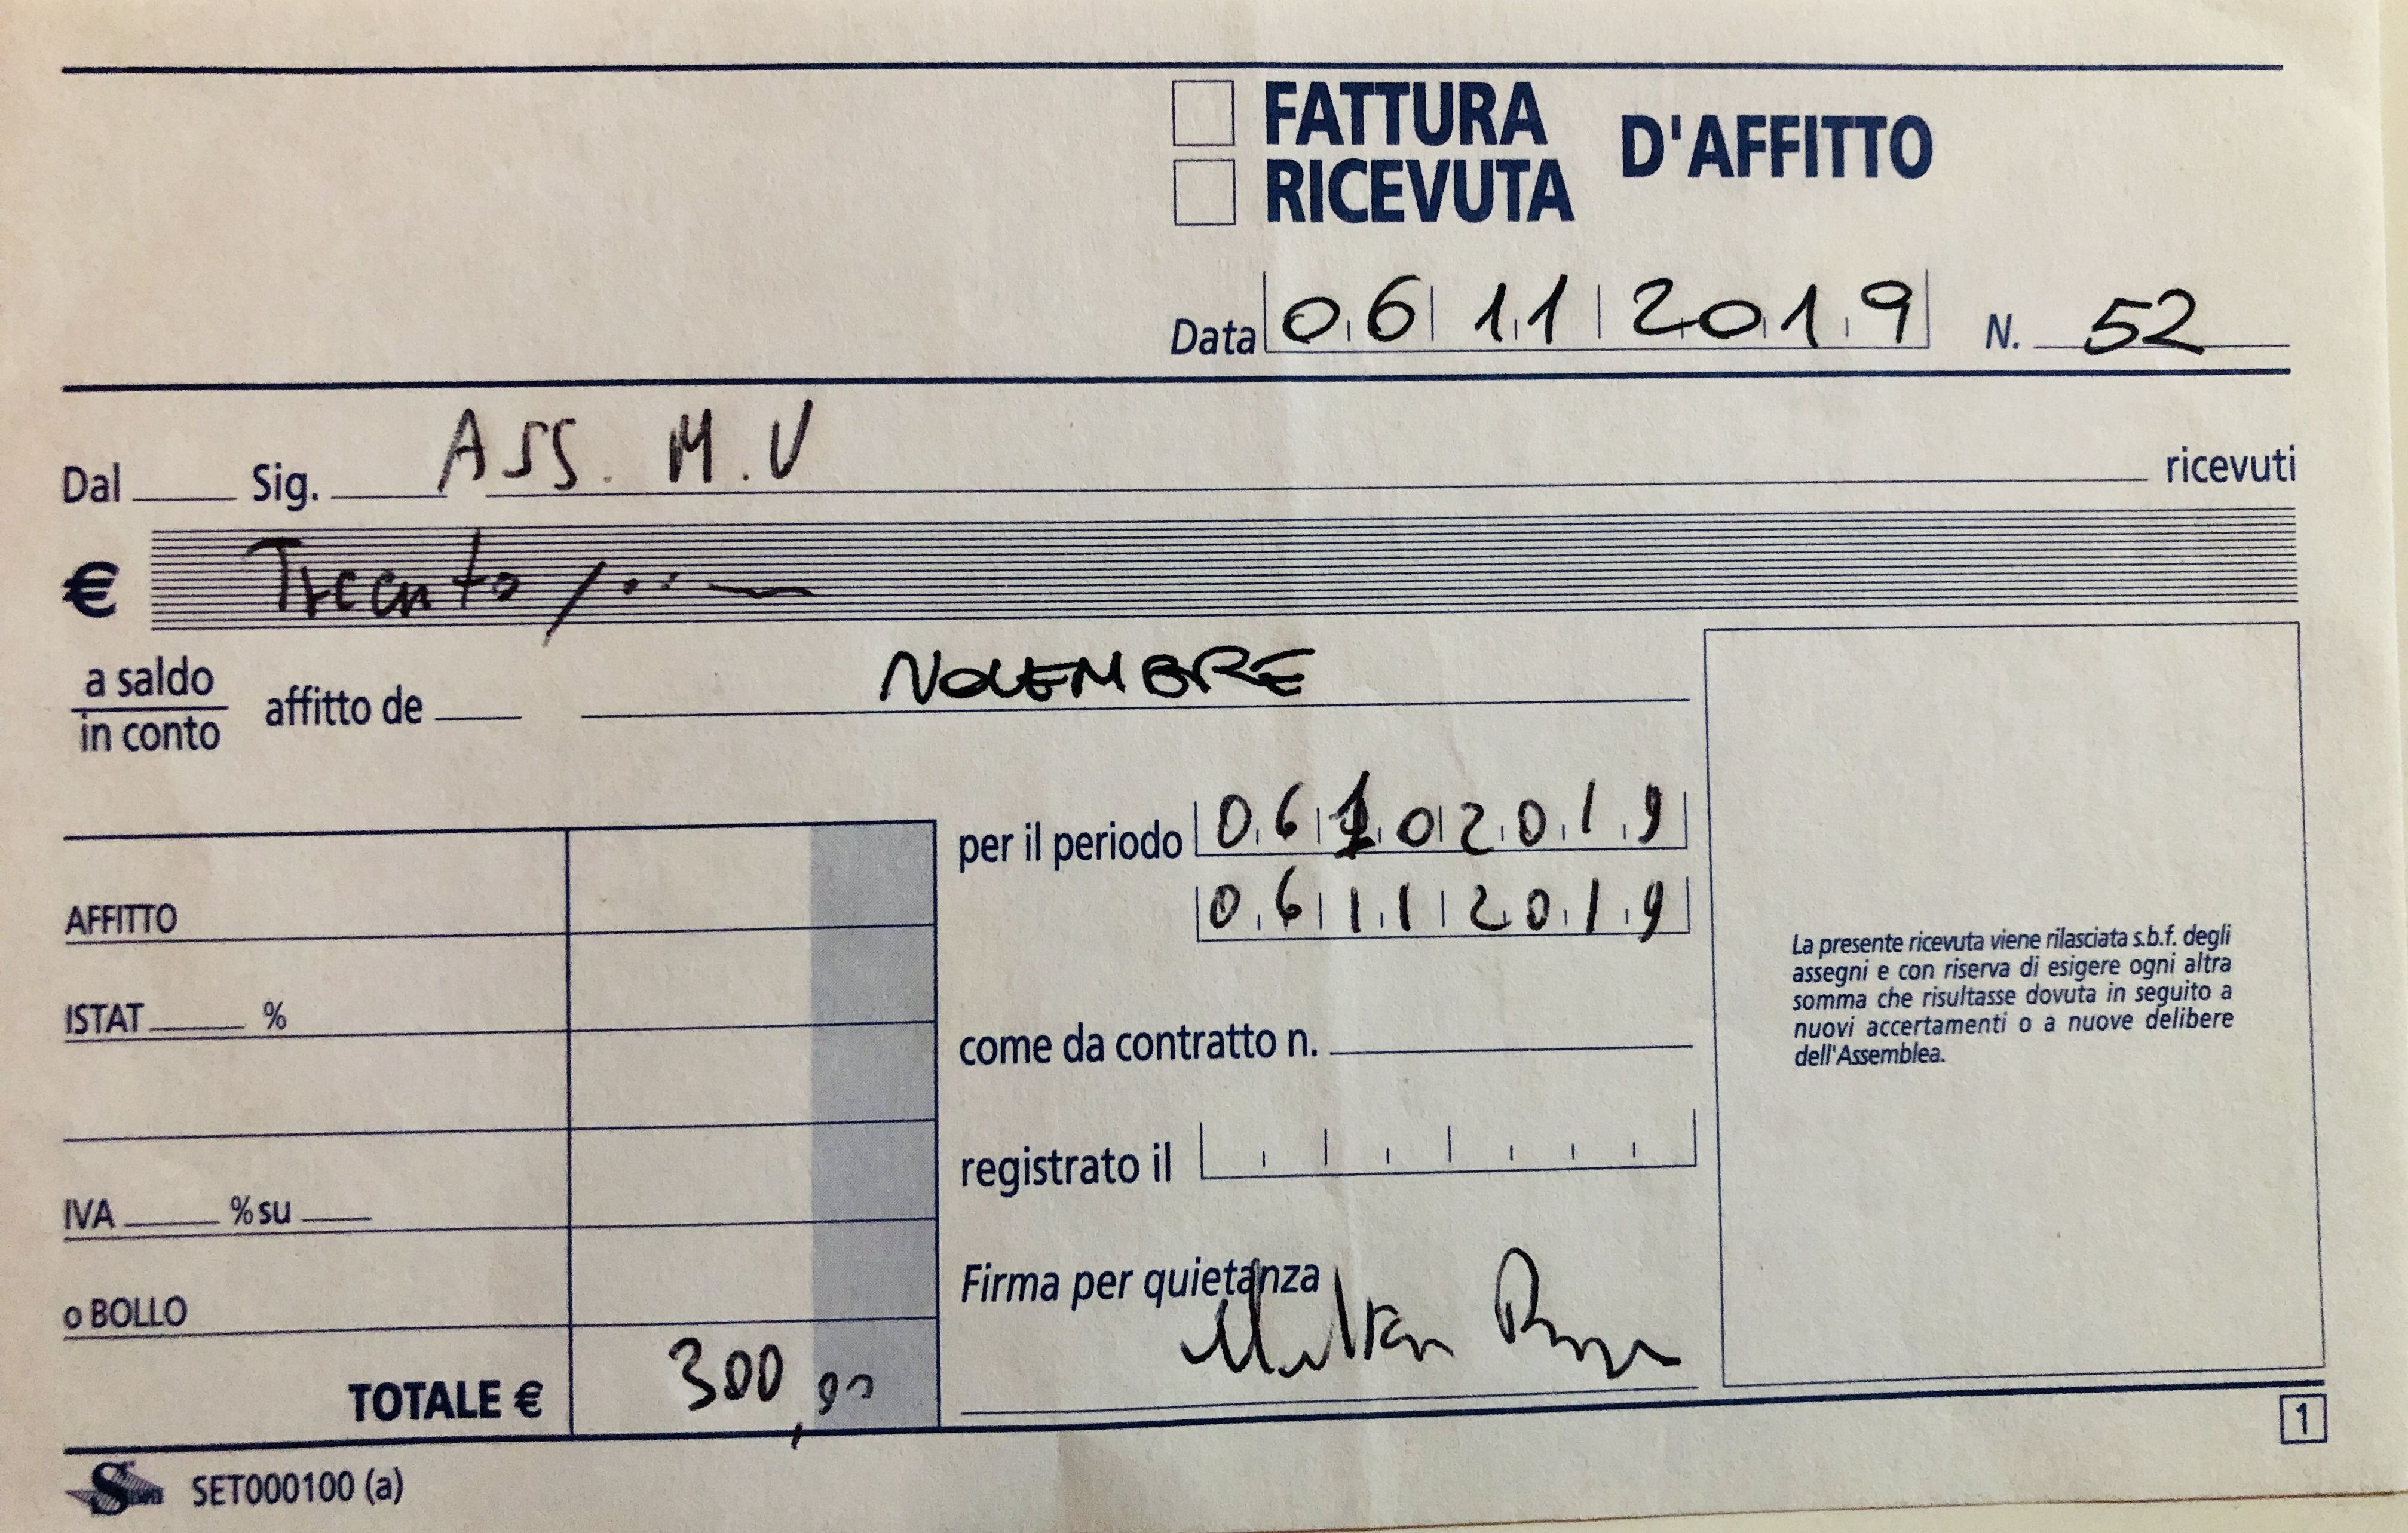 FATTURA
RICEVUTA
D'AFFITTO
Data 06 11 2019 N. 52
Dal Sig. ASS. M.V ricevuti
€ Trecento /..
a saldo
in conto
affitto de NOVEMBRE
per il periodo 06 10 2019
06 11 2019
AFFITTO
ISTAT %
come da contratto n.
registrato il
IVA % su
o BOLLO
TOTALE € 300,00
Firma per quietanza
La presente ricevuta viene rilasciata s.b.f. degli
assegni e con riserva di esigere ogni altra
somma che risultasse dovuta in seguito a
nuovi accertamenti o a nuove delibere
dell'Assemblea.
1
SET000100 (a)